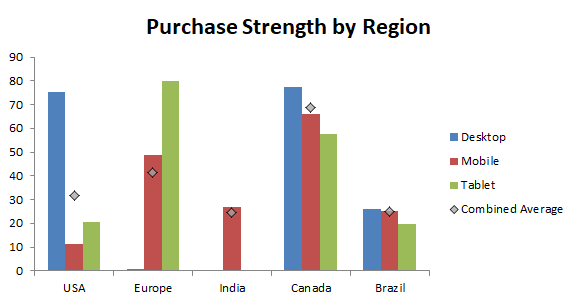 Purchase Strength by Region
90
80
70
60
50
40
30
20
10
0
USA Europe India Canada Brazil
Desktop
Mobile
Tablet
Combined Average